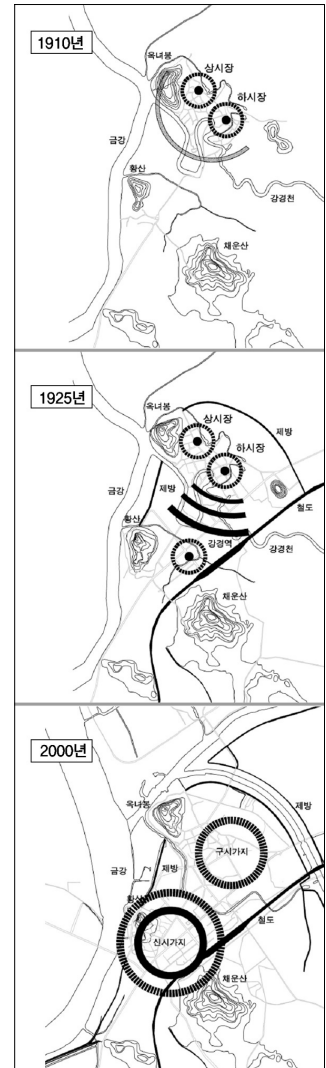 1910년
옥녀봉
상시장
하시장
금강
황산
강경천
채운산
1925년
옥녀봉
상시장
하시장
제방
금강
제방
철도
황산
강경역
강경천
채운산
2000년
옥녀봉
제방
구시가지
금강
제방
황산
철도
신시가지
채운산